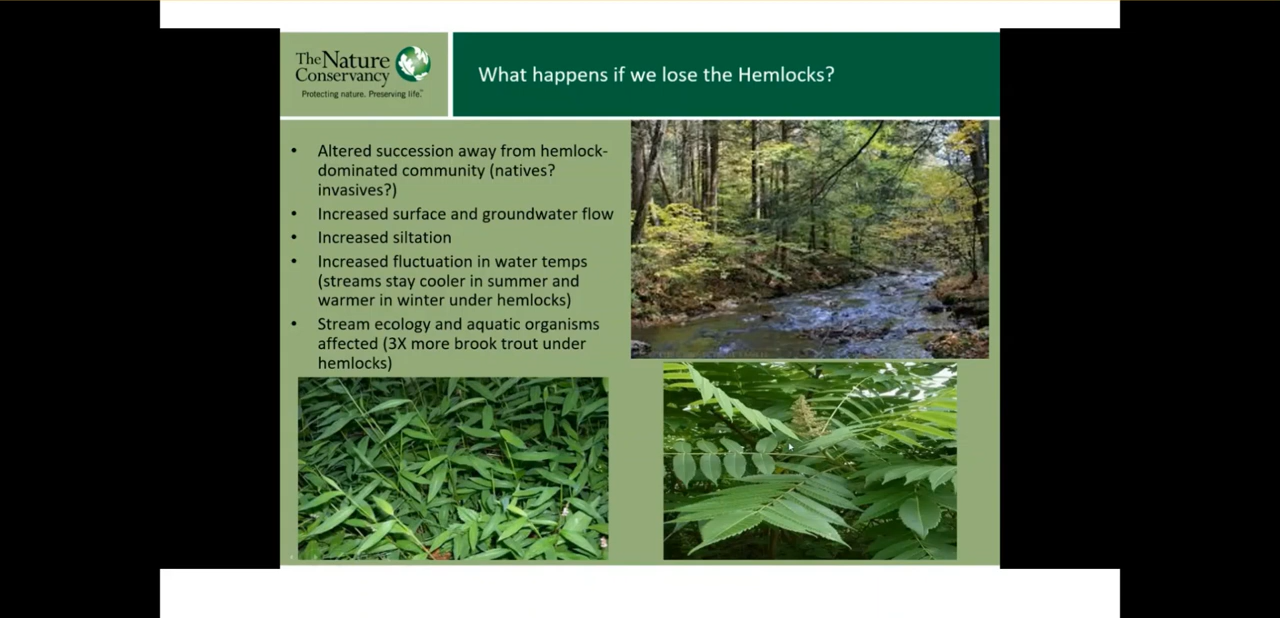 The Nature
Conservancy
Protecting nature. Preserving life.™
What happens if we lose the Hemlocks?
• Altered succession away from hemlock-
dominated community (natives?
invasives?)
• Increased surface and groundwater flow
• Increased siltation
• Increased fluctuation in water temps
(streams stay cooler in summer and
warmer in winter under hemlocks)
• Stream ecology and aquatic organisms
affected (3X more brook trout under
hemlocks)